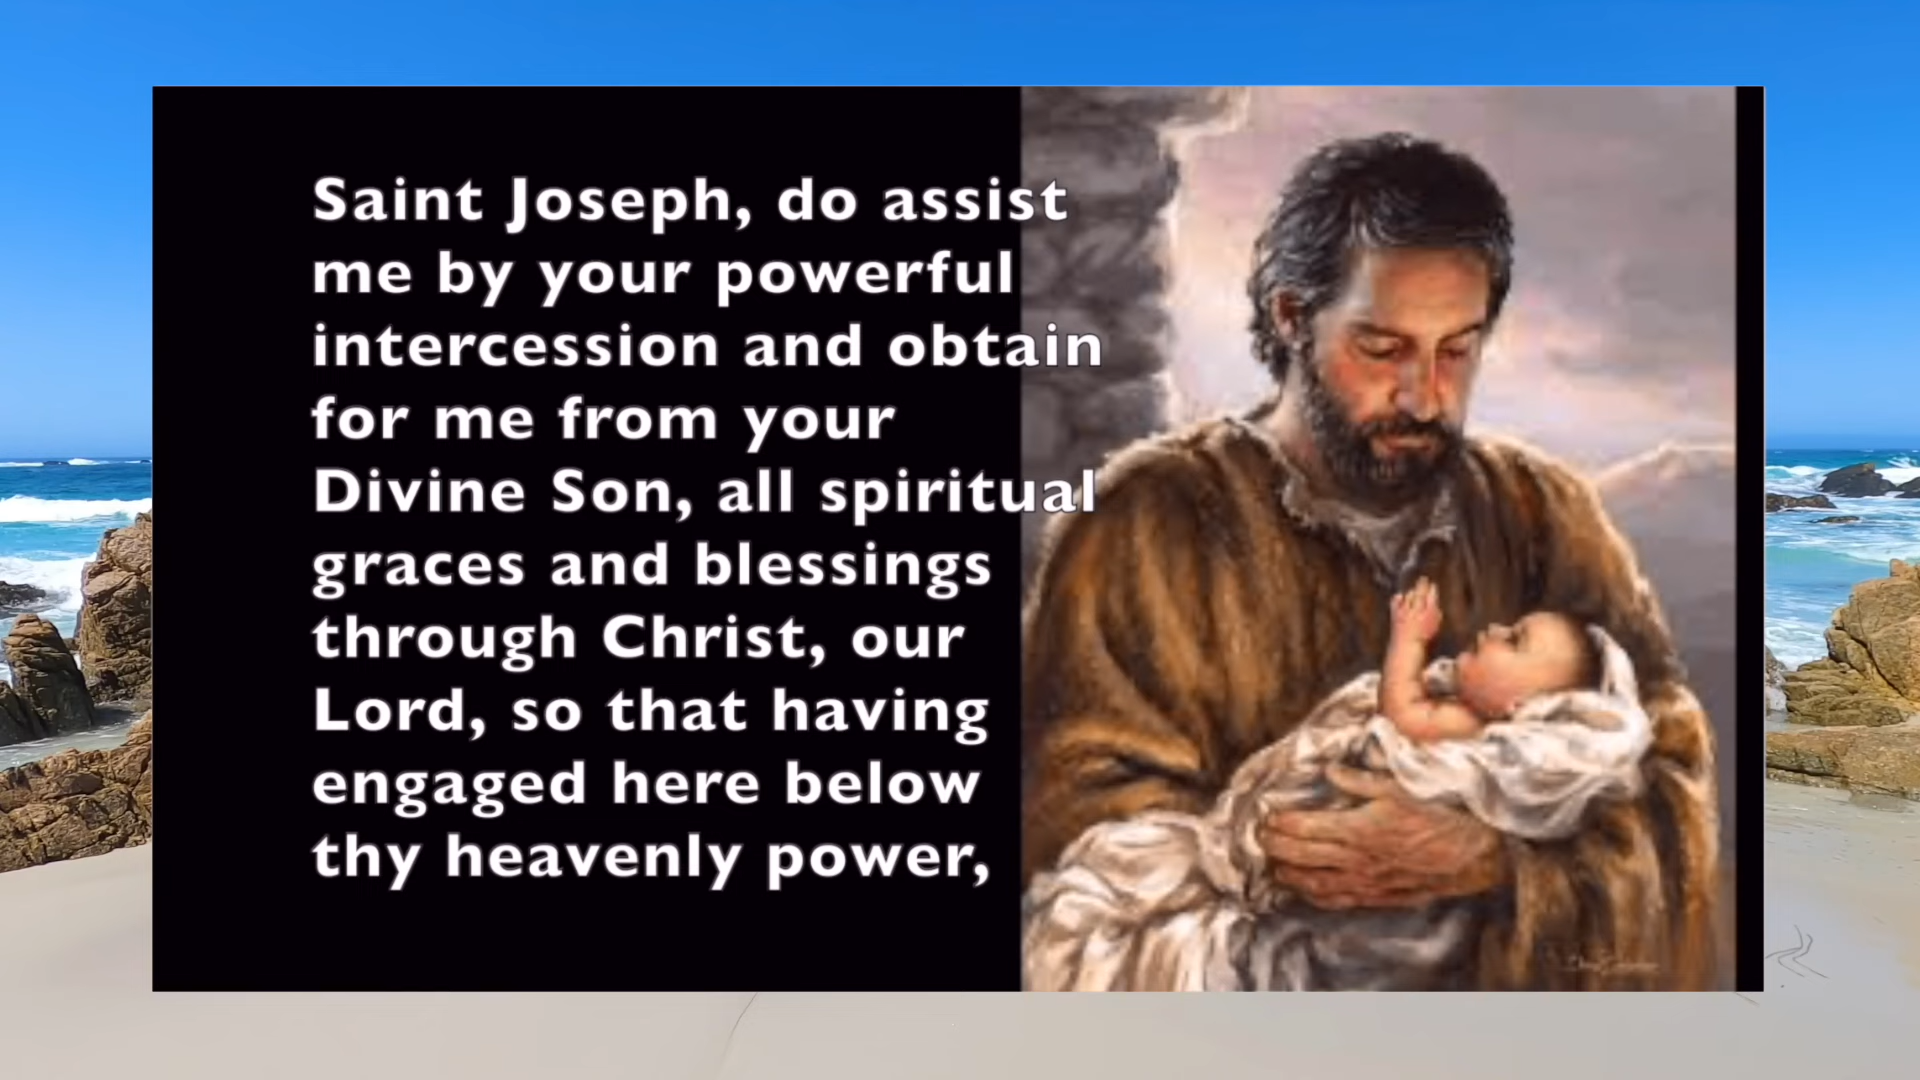 Saint Joseph, do assist
me by your powerful
intercession and obtain
for me from your
Divine Son, all spiritual
graces and blessings
through Christ, our
Lord, so that having
engaged here below
thy heavenly power,